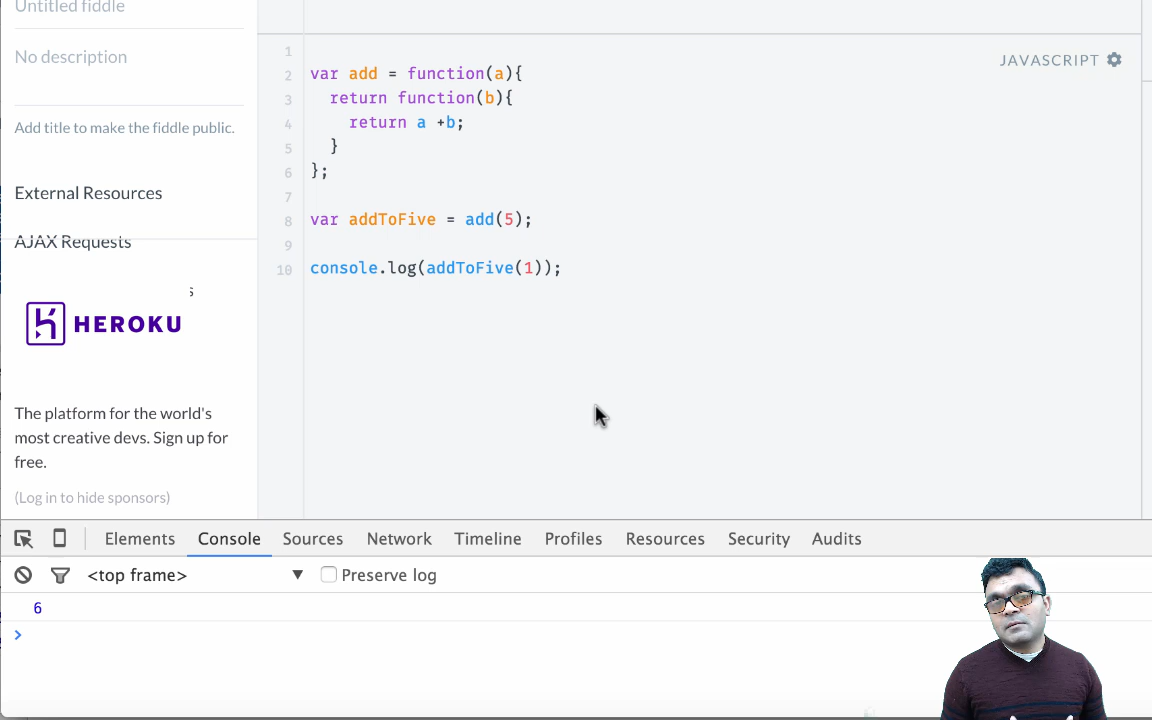 Untitled fiddle
No description
Add title to make the fiddle public.
External Resources
AJAX Requests
s
HEROKU
The platform for the world's
most creative devs. Sign up for
free.
(Log in to hide sponsors)
JAVASCRIPT
1
2 var add = function(a){
3 return function(b){
4 return a +b;
5 }
6 };
7
8 var addToFive = add(5);
9
10 console.log(addToFive(1));
Elements Console Sources Network Timeline Profiles Resources Security Audits
<top frame> ▼ Preserve log
6
>